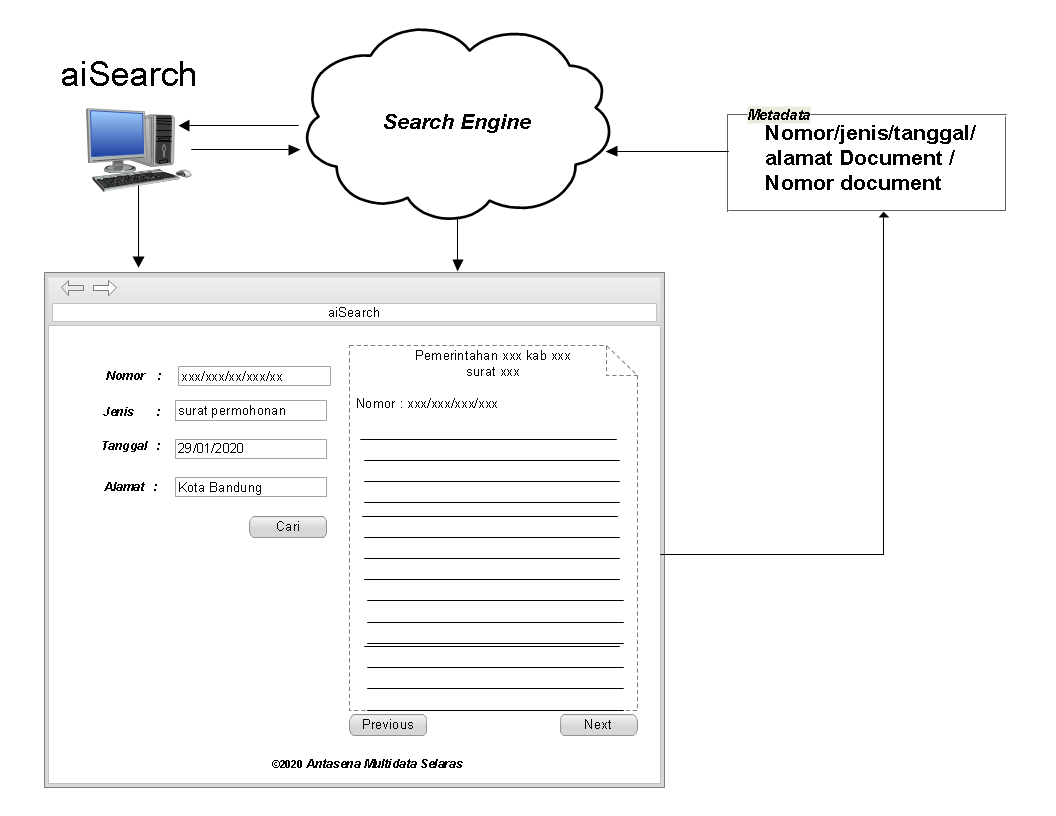 aiSearch
Search Engine
Metadata
Nomor/jenis/tanggal/
alamat Document /
Nomor document
aiSearch
Nomor : xxx/xxx/xx/xxx/xx
Jenis : surat permohonan
Tanggal : 29/01/2020
Alamat : Kota Bandung
Cari
Pemerintahan xxx kab xxx
surat xxx
Nomor : xxx/xxx/xxx/xxx
Previous
Next
©2020 Antasena Multidata Selaras